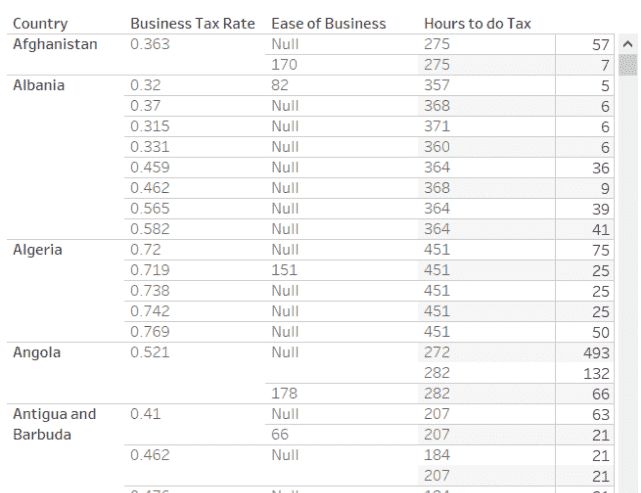 Country Business Tax Rate Ease of Business Hours to do Tax
Afghanistan 0.363 Null 275 57
170 275 7
Albania 0.32 82 357 5
0.37 Null 368 6
0.315 Null 371 6
0.331 Null 360 6
0.459 Null 364 36
0.462 Null 368 9
0.565 Null 364 39
0.582 Null 364 41
Algeria 0.72 Null 451 75
0.719 151 451 25
0.738 Null 451 25
0.742 Null 451 25
0.769 Null 451 50
Angola 0.521 Null 272 493
282 132
178 282 66
Antigua and 0.41 Null 207 63
Barbuda 66 207 21
0.462 Null 184 21
207 21